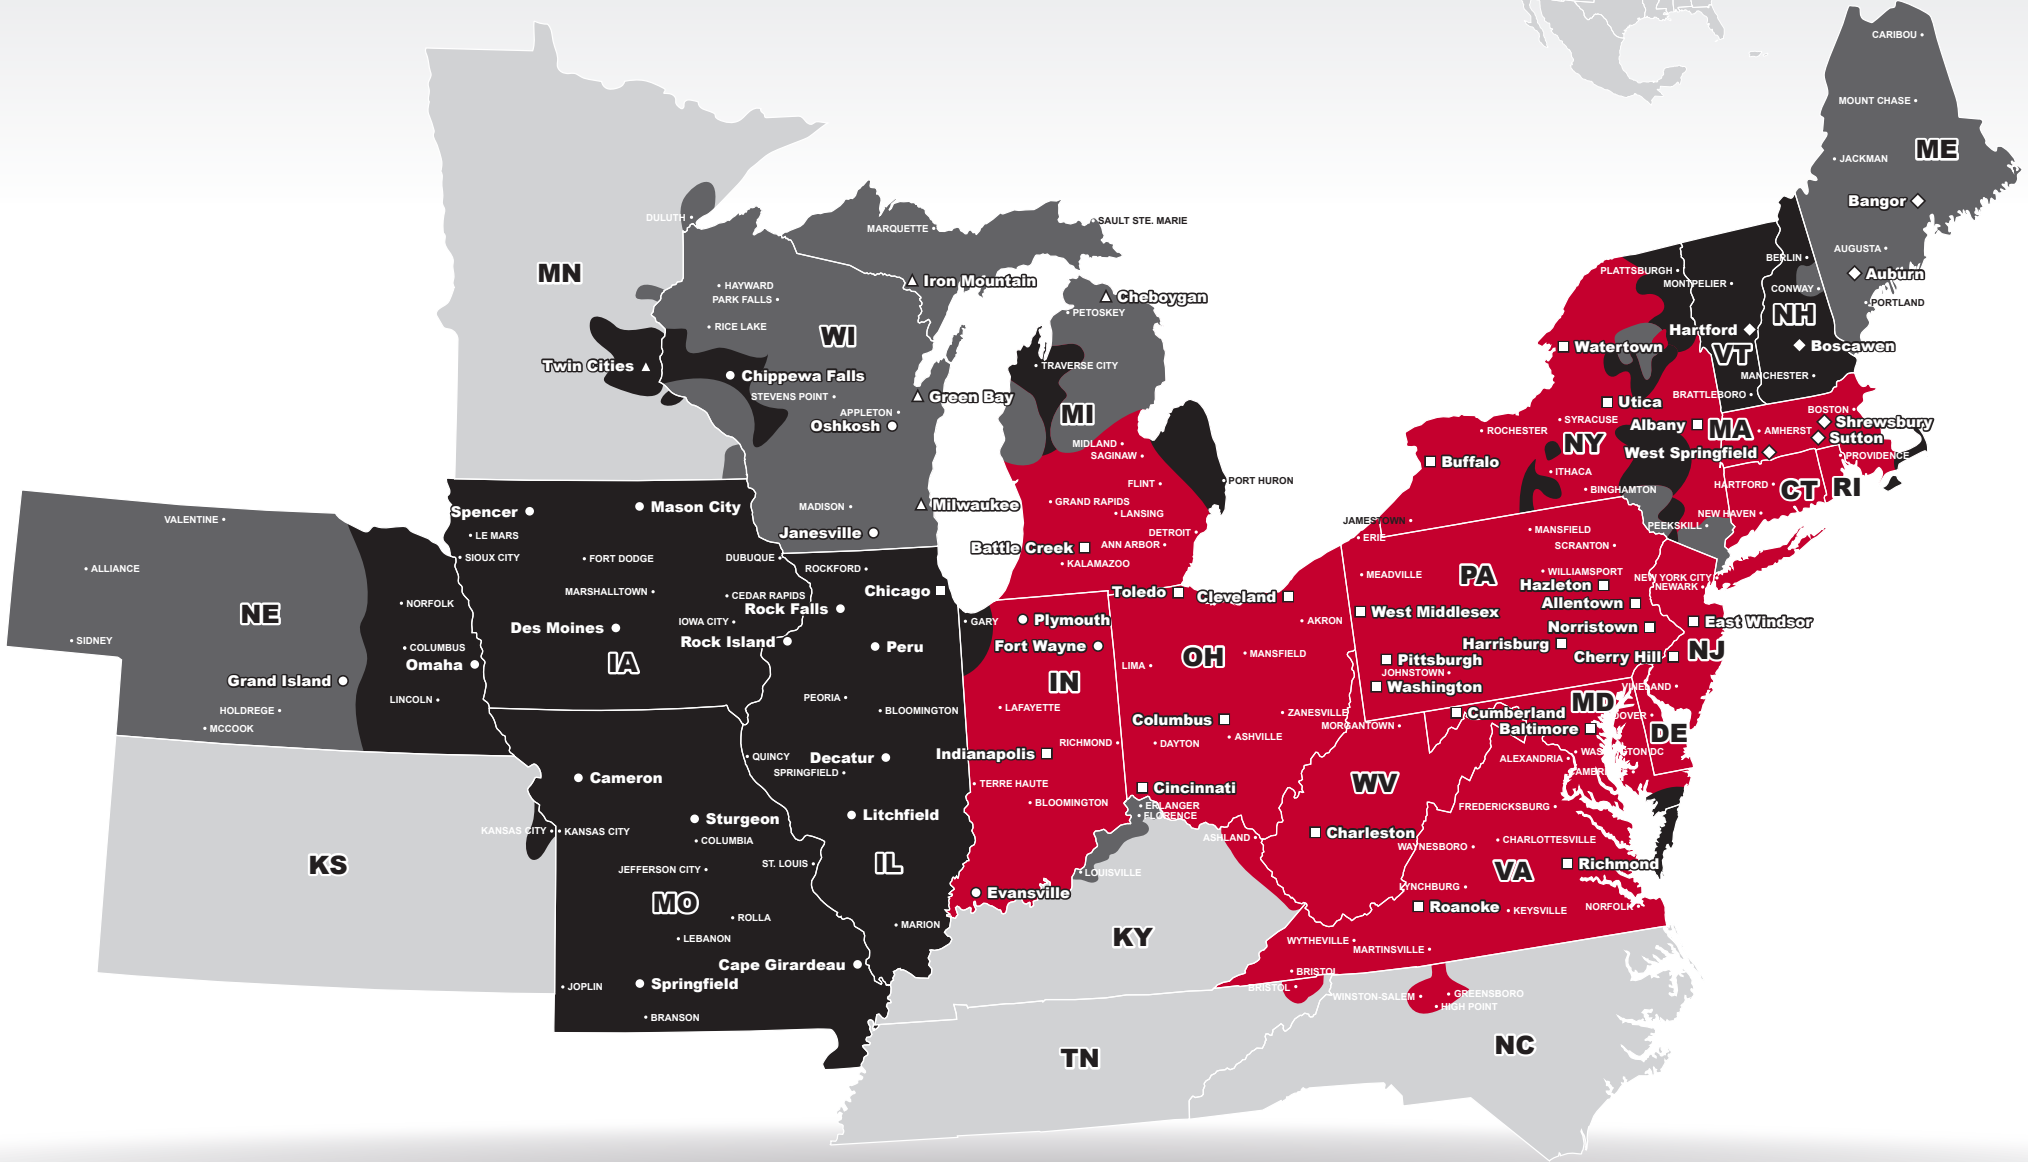 CARIBOU
MOUNT CHASE
ME
JACKMAN
Bangor
AUGUSTA
Auburn
PORTLAND
BERLIN
CONWAY
NH
Boscawen
MANCHESTER
PLATTSBURGH
MONTPELIER
Hartford
VT
BRATTLEBORO
Watertown
Utica
SYRACUSE
ROCHESTER
Albany
NY
Buffalo
ITHACA
BINGHAMTON
JAMESTOWN
PEEKSKILL
NEW YORK CITY
BOSTON
Shrewsbury
MA
AMHERST
Sutton
West Springfield
PROVIDENCE
HARTFORD
CT
RI
NEW HAVEN
DULUTH
MN
Twin Cities
MARQUETTE
SAULT STE. MARIE
Iron Mountain
Cheboygan
PETOSKEY
TRAVERSE CITY
MI
MIDLAND
SAGINAW
FLINT
PORT HURON
GRAND RAPIDS
LANSING
DETROIT
Battle Creek
ANN ARBOR
KALAMAZOO
HAYWARD
PARK FALLS
RICE LAKE
WI
Chippewa Falls
STEVENS POINT
Green Bay
APPLETON
Oshkosh
MADISON
Milwaukee
Janesville
VALENTINE
ALLIANCE
NE
NORFOLK
SIDNEY
COLUMBUS
Omaha
Grand Island
LINCOLN
HOLDREGE
MCCOOK
Spencer
Mason City
LE MARS
SIOUX CITY
FORT DODGE
DUBUQUE
MARSHALLTOWN
CEDAR RAPIDS
IOWA CITY
Des Moines
IA
ROCKFORD
Chicago
Rock Falls
Rock Island
Peru
PEORIA
BLOOMINGTON
QUINCY
Decatur
SPRINGFIELD
Litchfield
IL
MARION
GARY
Plymouth
Fort Wayne
IN
LAFAYETTE
RICHMOND
Indianapolis
TERRE HAUTE
BLOOMINGTON
Evansville
Toledo
Cleveland
AKRON
LIMA
OH
MANSFIELD
Columbus
ZANESVILLE
DAYTON
ASHVILLE
Cincinnati
ERLANGER
FLORENCE
ASHLAND
LOUISVILLE
KY
ERIE
MANSFIELD
SCRANTON
MEADVILLE
PA
WILLIAMSPORT
Hazleton
Allentown
West Middlesex
Norristown
Harrisburg
Cherry Hill
Pittsburgh
JOHNSTOWN
Washington
NEWARK
East Windsor
NJ
VINELAND
MD
Cumberland
Baltimore
DOVER
DE
WASHINGTON DC
MORGANTOWN
WV
Charleston
ALEXANDRIA
FREDERICKSBURG
CHARLOTTESVILLE
WAYNESBORO
VA
Richmond
LYNCHBURG
Roanoke
KEYSVILLE
NORFOLK
WYTHEVILLE
MARTINSVILLE
BRISTOL
BRISTOL
WINSTON-SALEM
GREENSBORO
HIGH POINT
TN
NC
KS
KANSAS CITY
KANSAS CITY
Cameron
Sturgeon
COLUMBIA
ST. LOUIS
JEFFERSON CITY
MO
ROLLA
LEBANON
Cape Girardeau
Springfield
JOPLIN
BRANSON